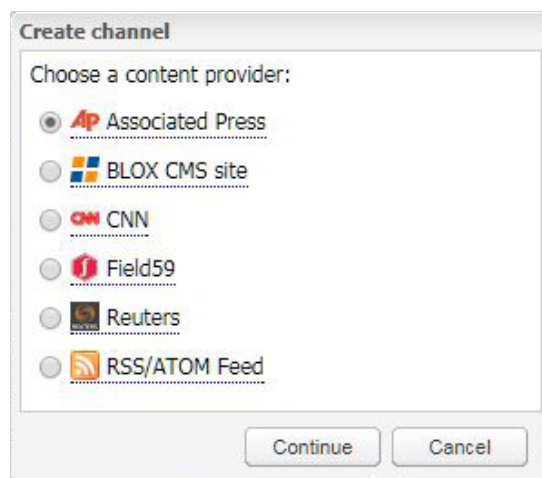 Create channel
Choose a content provider:
AP Associated Press
BLOX CMS site
CNN CNN
Field59
REUTERS Reuters
RSS/ATOM Feed
Continue Cancel